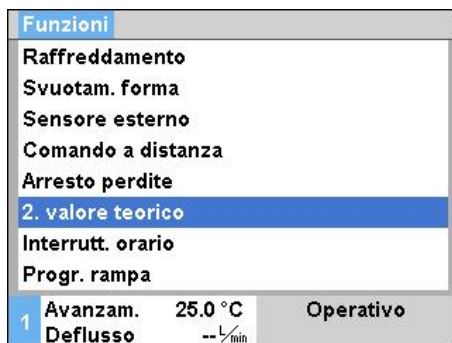 Funzioni
Raffreddamento
Svuotam. forma
Sensore esterno
Comando a distanza
Arresto perdite
2. valore teorico
Interrutt. orario
Progr. rampa
1 Avanzam. 25.0 °C Operativo
Deflusso -- L/min